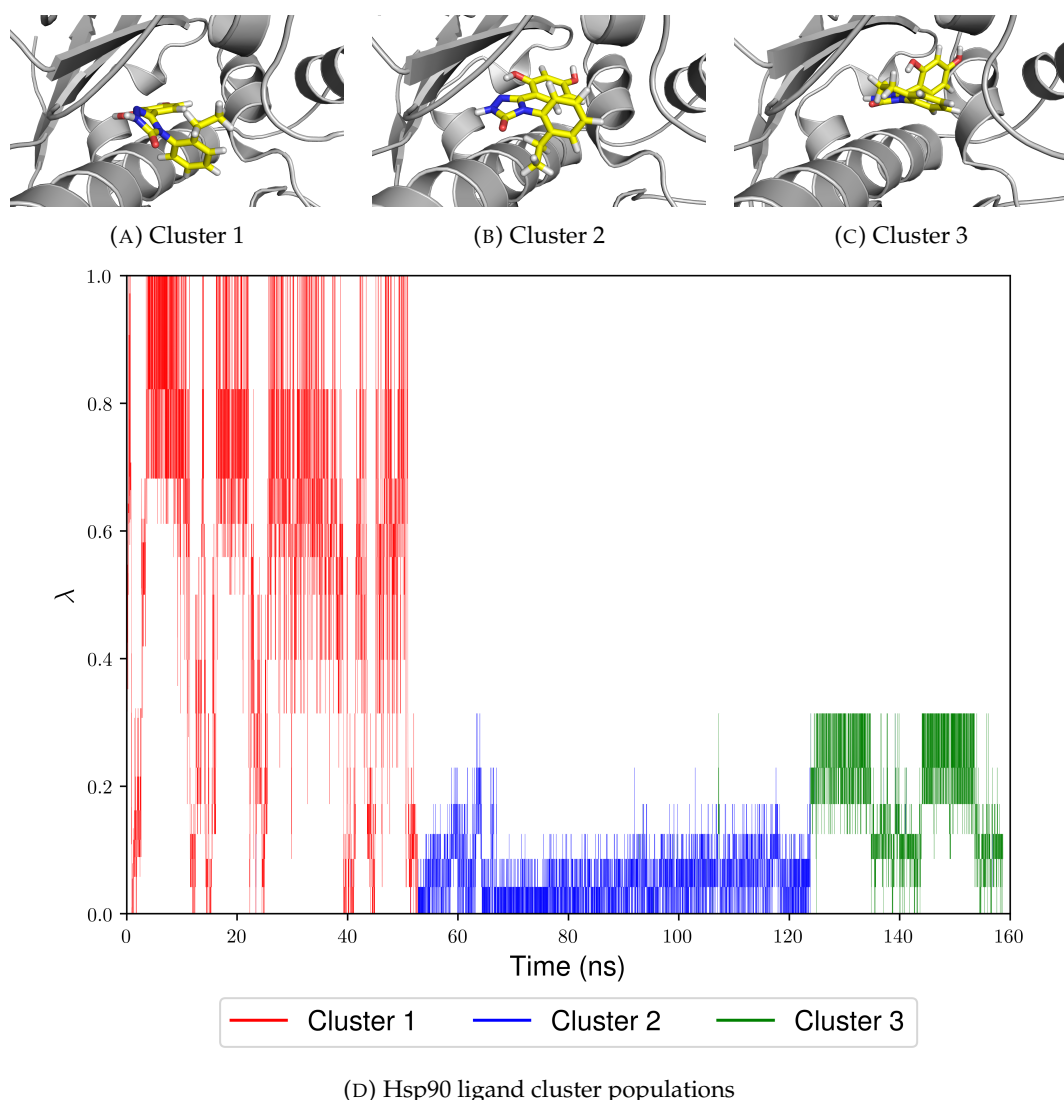 (A) Cluster 1
(B) Cluster 2
(C) Cluster 3
1.0
0.8
0.6
0.4
0.2
0.0
λ
0 20 40 60 80 100 120 140 160
Time (ns)
Cluster 1 Cluster 2 Cluster 3
(D) Hsp90 ligand cluster populations